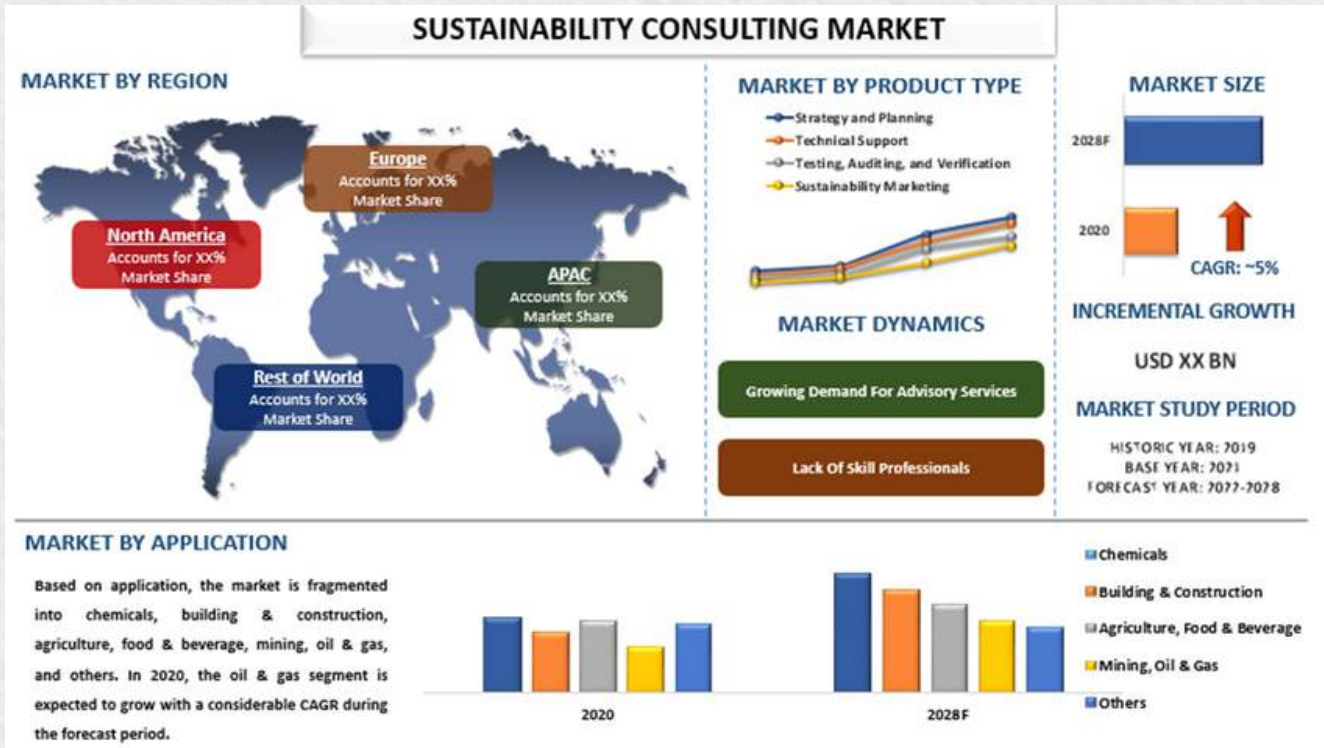 SUSTAINABILITY CONSULTING MARKET
MARKET BY REGION
Europe
Accounts for XX%
Market Share
North America
Accounts for XX%
Market Share
APAC
Accounts for XX%
Market Share
Rest of World
Accounts for XX%
Market Share
MARKET BY PRODUCT TYPE
Strategy and Planning
Technical Support
Testing, Auditing, and Verification
Sustainability Marketing
MARKET DYNAMICS
Growing Demand For Advisory Services
Lack Of Skill Professionals
MARKET SIZE
2028F
2020
CAGR: ~5%
INCREMENTAL GROWTH
USD XX BN
MARKET STUDY PERIOD
HISTORIC YEAR: 2019
BASE YEAR: 2021
FORECAST YEAR: 2022-2028
MARKET BY APPLICATION
Based on application, the market is fragmented
into chemicals, building & construction,
agriculture, food & beverage, mining, oil & gas,
and others. In 2020, the oil & gas segment is
expected to grow with a considerable CAGR during
the forecast period.
2020
2028F
Chemicals
Building & Construction
Agriculture, Food & Beverage
Mining, Oil & Gas
Others